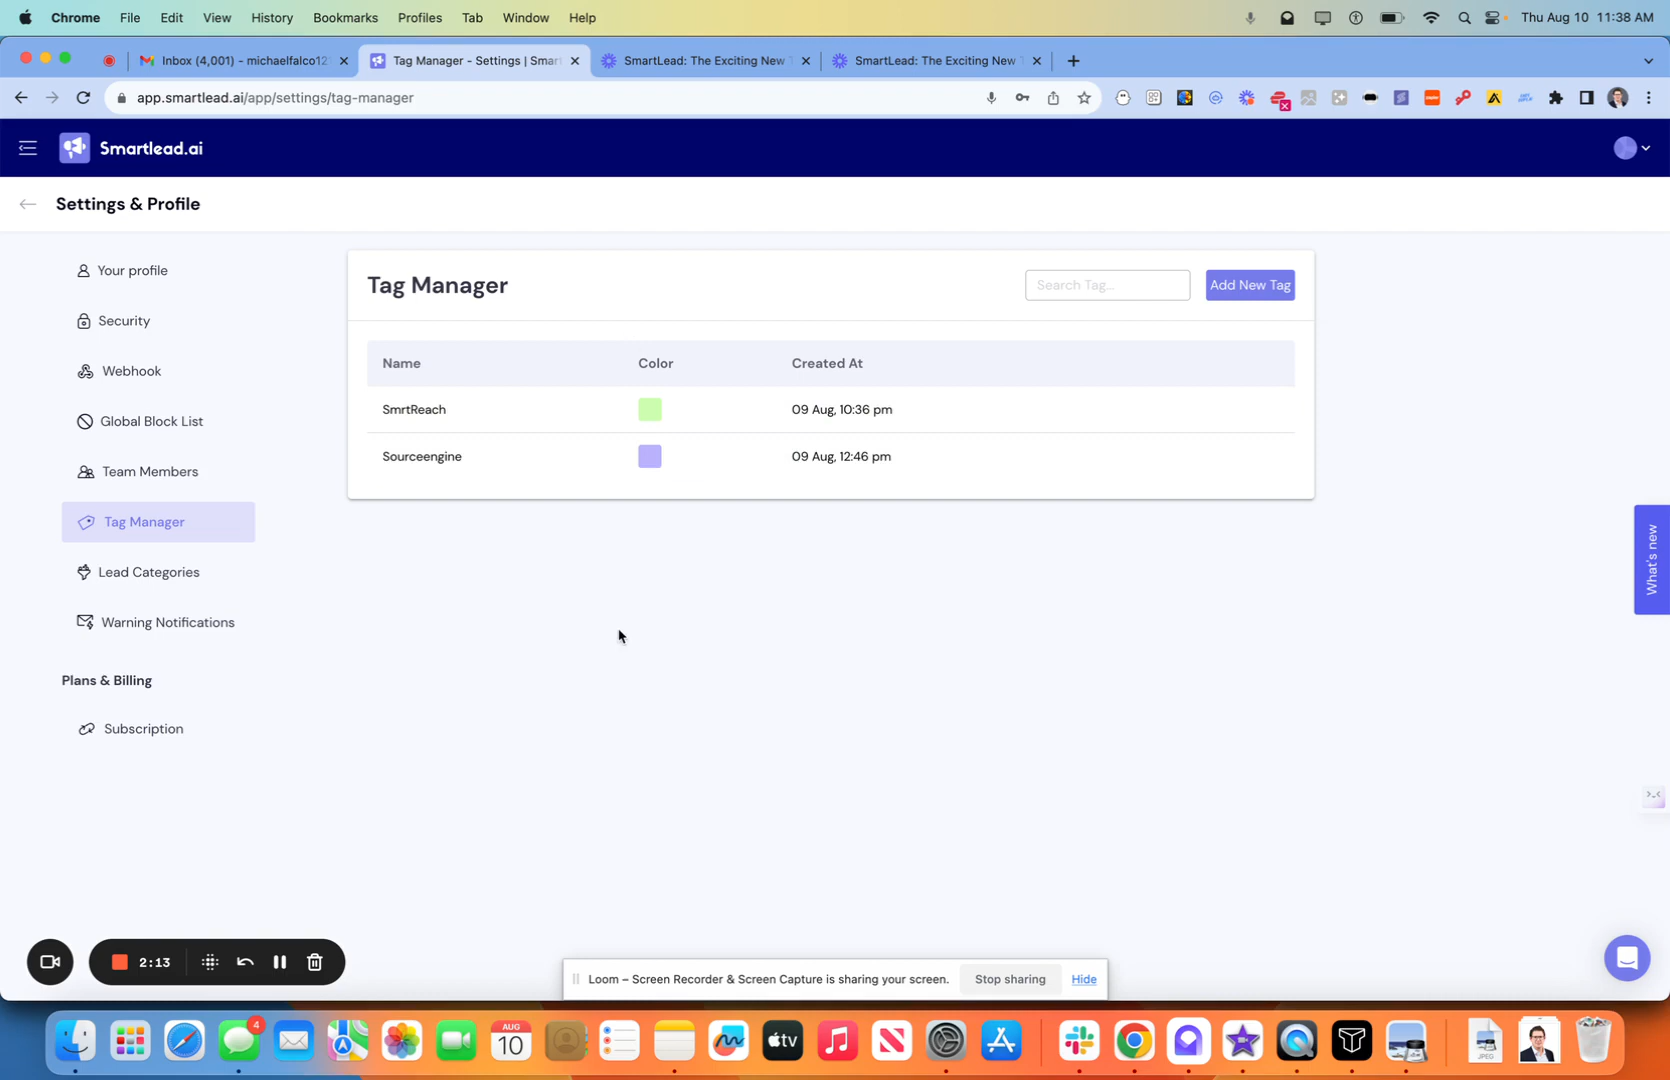 Chrome File Edit View History Bookmarks Profiles Tab Window Help Thu Aug 10 11:38 AM
Inbox (4,001) - michaelfalco12 Tag Manager - Settings | Smar SmartLead: The Exciting New SmartLead: The Exciting New
app.smartlead.ai/app/settings/tag-manager
Smartlead.ai
Settings & Profile
Your profile
Security
Webhook
Global Block List
Team Members
Tag Manager
Lead Categories
Warning Notifications
Plans & Billing
Subscription
Tag Manager
Search Tag...
Add New Tag
Name Color Created At
SmrtReach 09 Aug, 10:36 pm
Sourceengine 09 Aug, 12:46 pm
What's new
2:13
Loom – Screen Recorder & Screen Capture is sharing your screen. Stop sharing Hide
4
AUG
10
tv
JPEG